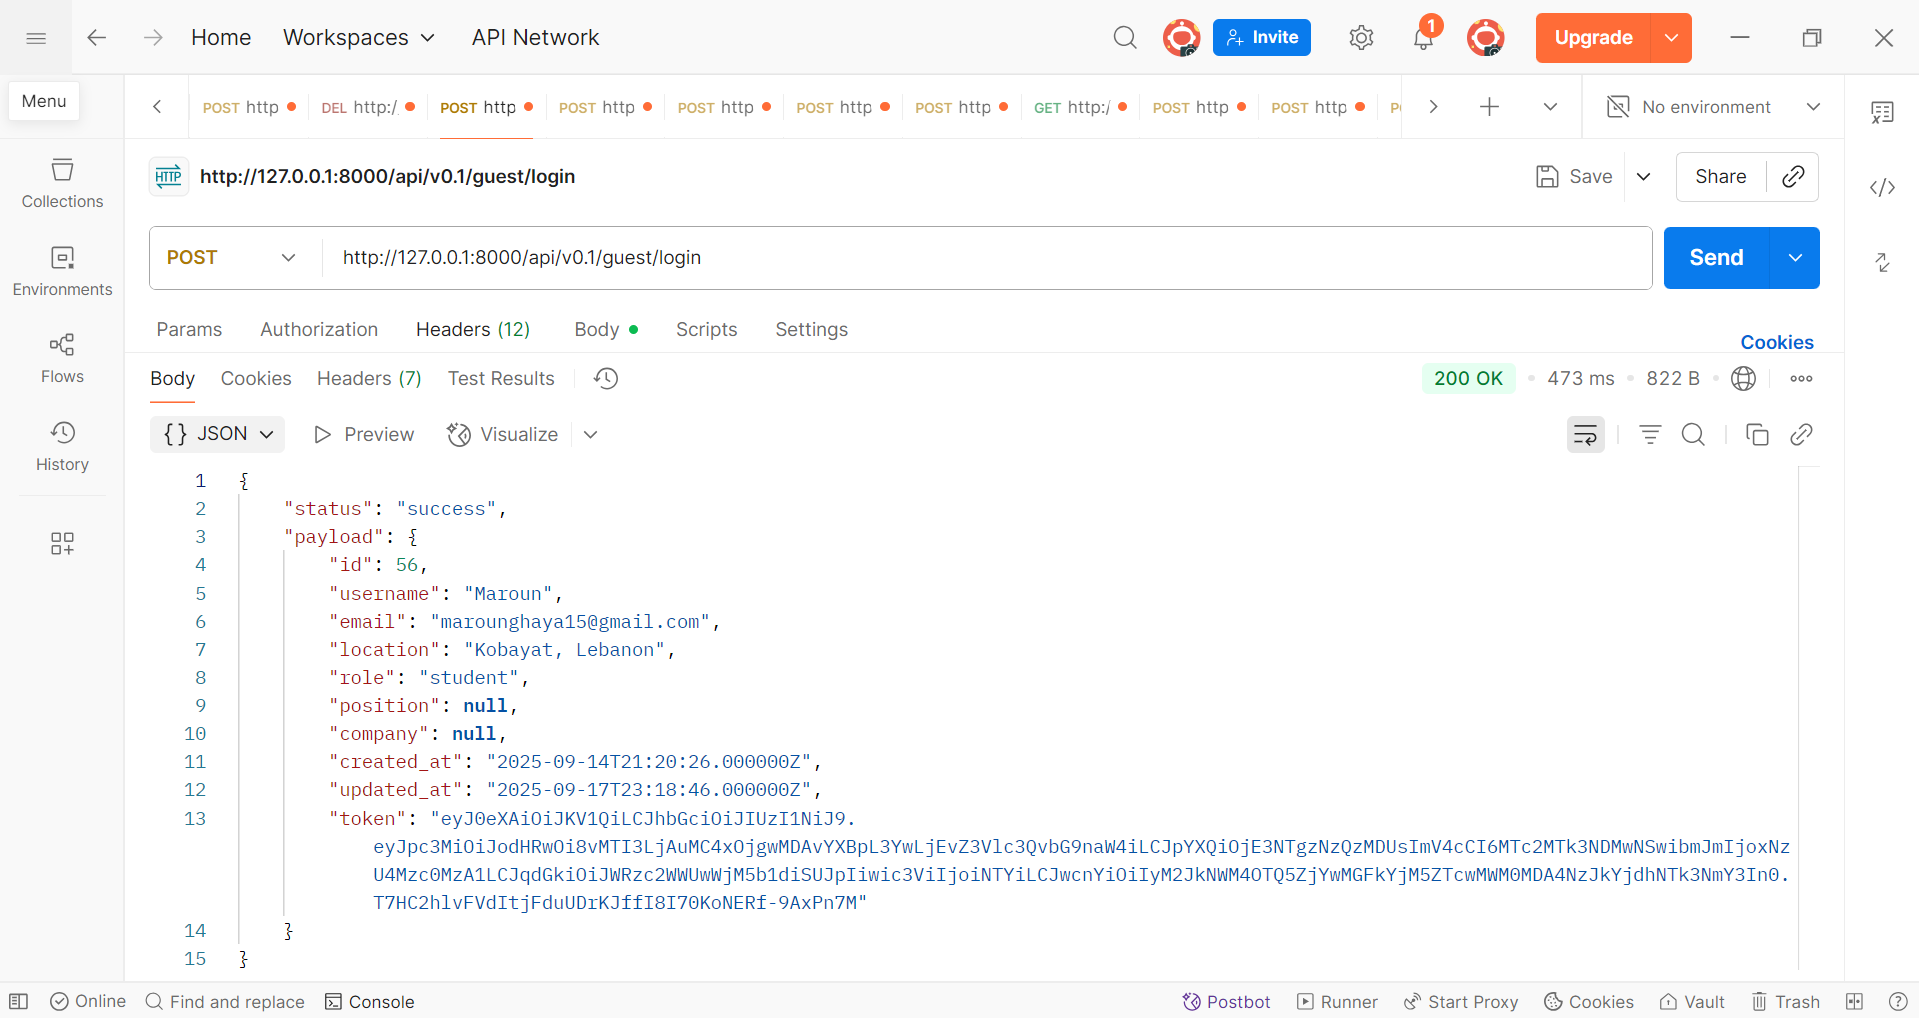 Home
Workspaces
API Network
Invite
1
Upgrade
Menu
POST http
DEL http:/
POST http
POST http
POST http
POST http
POST http
GET http:/
POST http
POST http
No environment
HTTP
http://127.0.0.1:8000/api/v0.1/guest/login
Save
Share
Collections
Environments
Flows
History
POST
http://127.0.0.1:8000/api/v0.1/guest/login
Send
Params
Authorization
Headers (12)
Body
Scripts
Settings
Cookies
Body
Cookies
Headers (7)
Test Results
200 OK
473 ms
822 B
{} JSON
Preview
Visualize
1 {
2 "status": "success",
3 "payload": {
4 "id": 56,
5 "username": "Maroun",
6 "email": "marounghaya15@gmail.com",
7 "location": "Kobayat, Lebanon",
8 "role": "student",
9 "position": null,
10 "company": null,
11 "created_at": "2025-09-14T21:20:26.000000Z",
12 "updated_at": "2025-09-17T23:18:46.000000Z",
13 "token": "eyJ0eXAiOiJKV1QiLCJhbGciOiJIUzI1NiJ9.
eyJpc3MiOiJodHRwOi8vMTI3LjAuMC4xOjgwMDAvYXBpL3YwLjEvZ3Vlc3QvbG9naW4iLCJpYXQiOjE3NTgzNzQzMDUsImV4cCI6MTc2MTk3NDMwNSwibmJmIjoxNz
U4Mzc0MzA1LCJqdGkiOiJWRzc2WWUwWjM5b1diSUJpIiwic3ViIjoiNTYiLCJwcnYiOiIyM2JkNWM4OTQ5ZjYwMGFkYjM5ZTcwMWM0MDA4NzJkYjdhNTk3NmY3In0.
T7HC2hlvFVdItjFduUDrKJffI8I70KoNERf-9AxPn7M"
14 }
15 }
Online
Find and replace
Console
Postbot
Runner
Start Proxy
Cookies
Vault
Trash